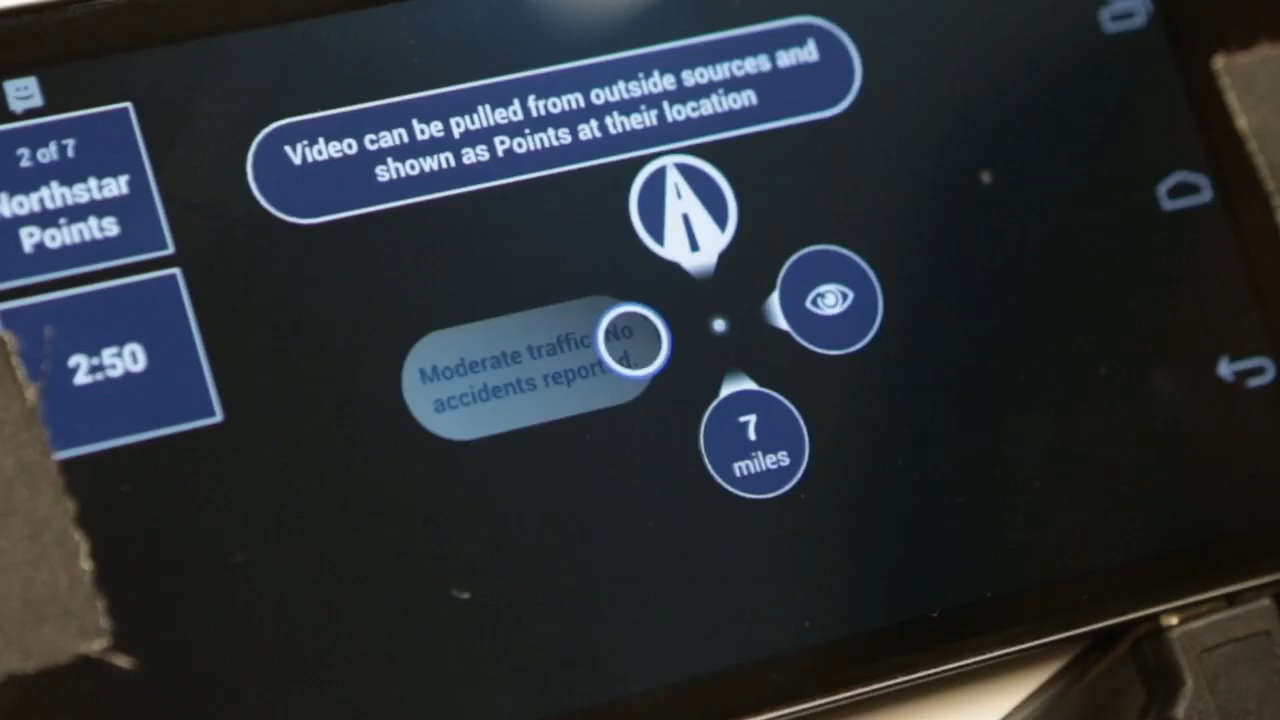 Video can be pulled from outside sources and
shown as Points at their location
2 of 7
Northstar
Points
2:50
Moderate traffic. No
accidents reported.
7
miles